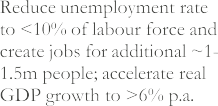 Reduce unemployment rate
to <10% of labour force and
create jobs for additional ~1-
1.5m people; accelerate real
GDP growth to >6% p.a.